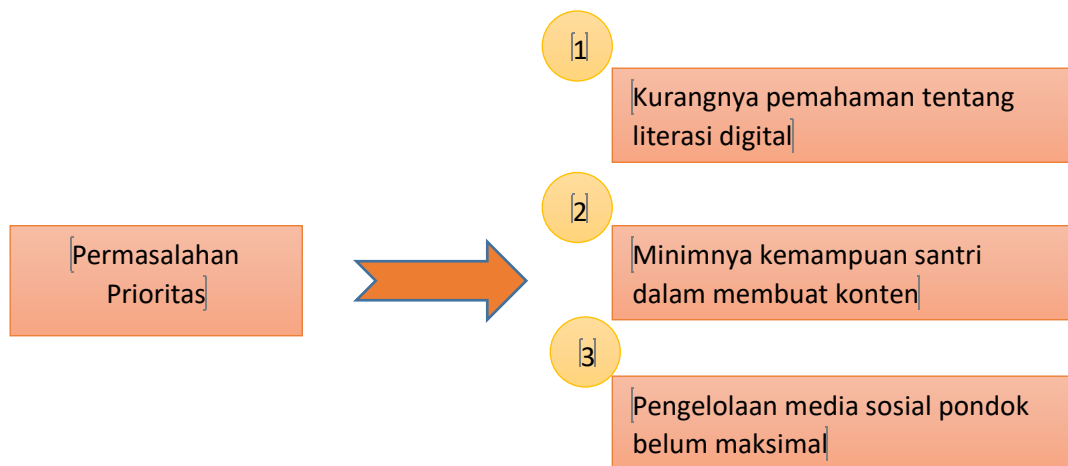 Permasalahan
Prioritas
1
Kurangnya pemahaman tentang
literasi digital
2
Minimnya kemampuan santri
dalam membuat konten
3
Pengelolaan media sosial pondok
belum maksimal